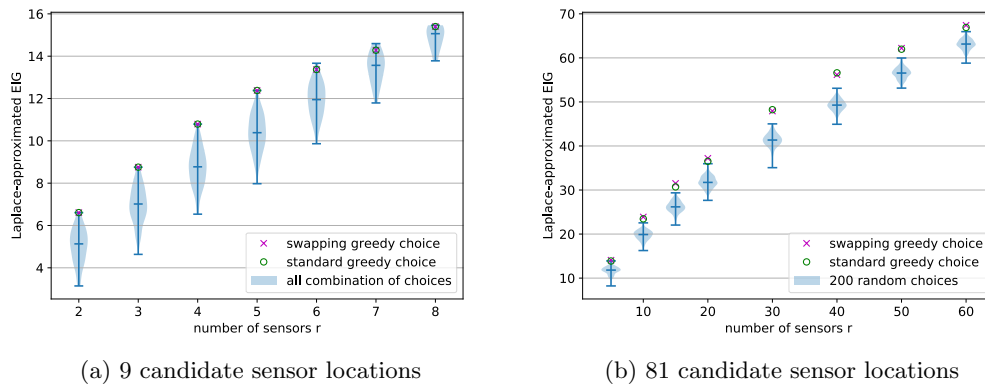 16
14
12
10
8
6
4
Laplace-approximated EIG
swapping greedy choice
standard greedy choice
all combination of choices
2 3 4 5 6 7 8
number of sensors r
(a) 9 candidate sensor locations
70
60
50
40
30
20
10
Laplace-approximated EIG
swapping greedy choice
standard greedy choice
200 random choices
10 20 30 40 50 60
number of sensors r
(b) 81 candidate sensor locations